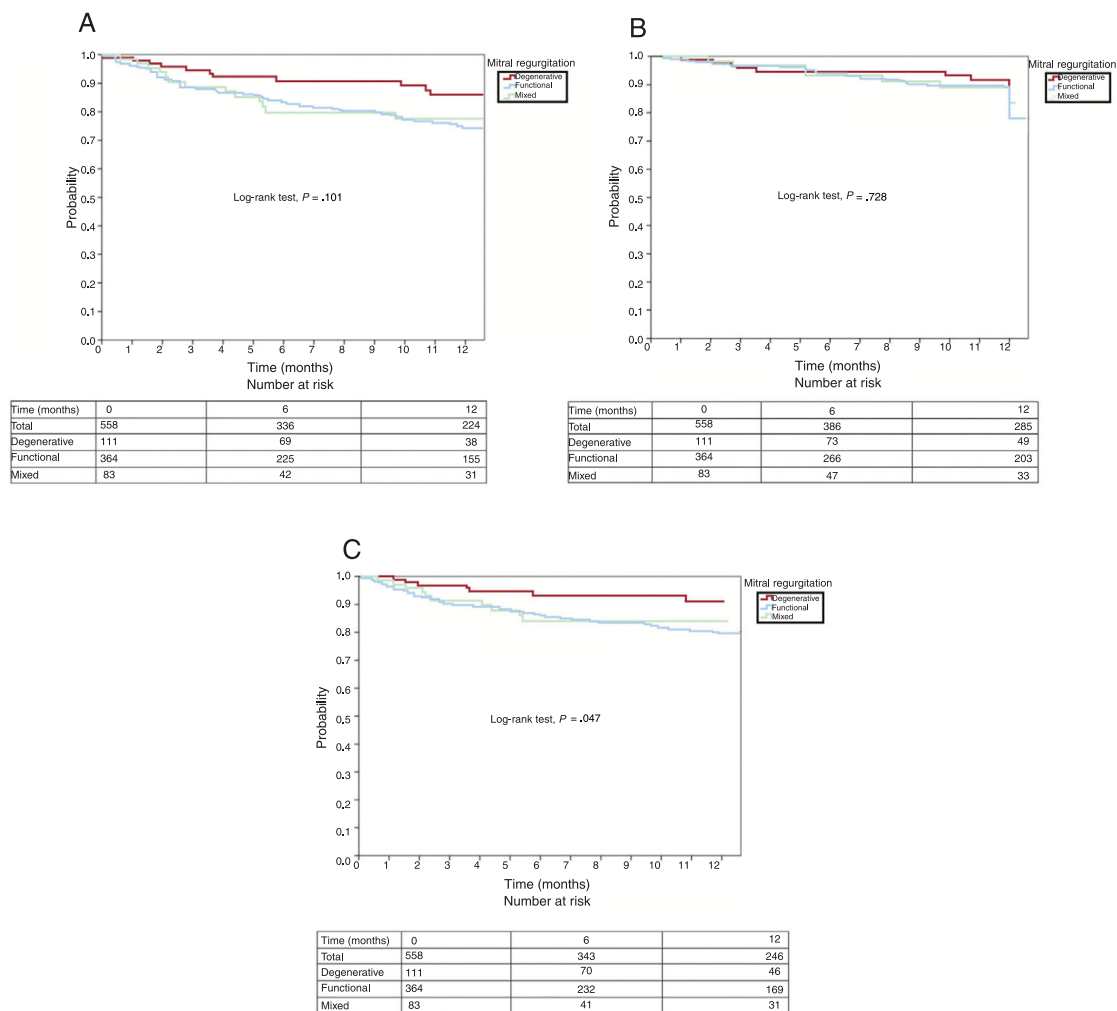 A
Mitral regurgitation
Degenerative
Functional
Mixed
1.0
0.9
0.8
0.7
0.6
0.5
0.4
0.3
0.2
0.1
0.0
Probability
Log-rank test, P = .101
0 1 2 3 4 5 6 7 8 9 10 11 12
Time (months)
Number at risk
Time (months) 0 6 12
Total 558 336 224
Degenerative 111 69 38
Functional 364 225 155
Mixed 83 42 31
B
Mitral regurgitation
Degenerative
Functional
Mixed
1.0
0.9
0.8
0.7
0.6
0.5
0.4
0.3
0.2
0.1
0.0
Probability
Log-rank test, P = .728
0 1 2 3 4 5 6 7 8 9 10 11 12
Time (months)
Number at risk
Time (months) 0 6 12
Total 558 386 285
Degenerative 111 73 49
Functional 364 266 203
Mixed 83 47 33
C
Mitral regurgitation
Degenerative
Functional
Mixed
1.0
0.9
0.8
0.7
0.6
0.5
0.4
0.3
0.2
0.1
0.0
Probability
Log-rank test, P = .047
0 1 2 3 4 5 6 7 8 9 10 11 12
Time (months)
Number at risk
Time (months) 0 6 12
Total 558 343 246
Degenerative 111 70 46
Functional 364 232 169
Mixed 83 41 31